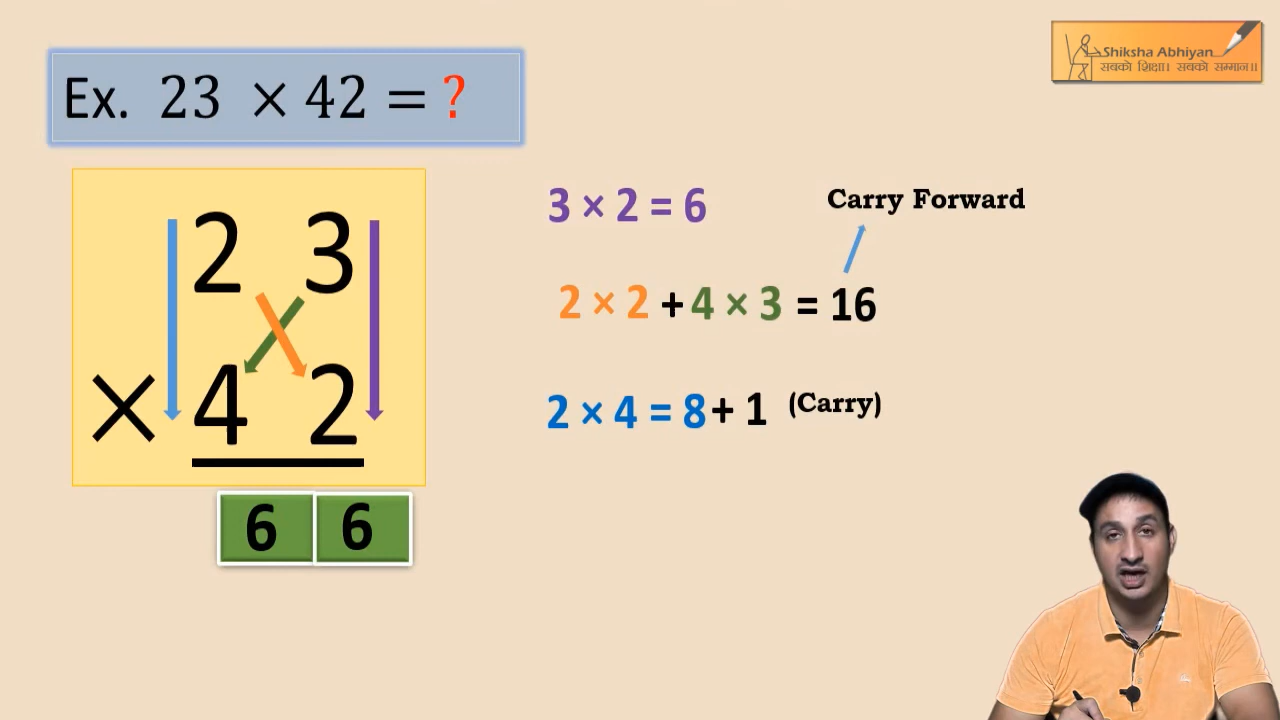 Shiksha Abhiyan
सबको शिक्षा। सबको सम्मान।।
Ex. 23 × 42 = ?
2 3
× 4 2
6 6
3 × 2 = 6
Carry Forward
2 × 2 + 4 × 3 = 16
2 × 4 = 8 + 1 (Carry)